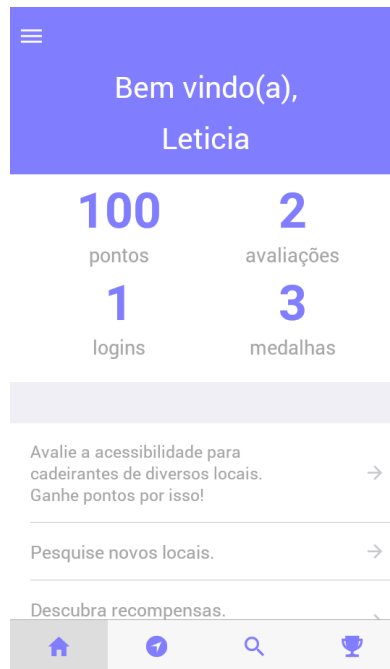 Bem vindo(a),
Leticia
100 2
pontos avaliações
1 3
logins medalhas
Avalie a acessibilidade para
cadeirantes de diversos locais.
Ganhe pontos por isso!
Pesquise novos locais.
Descubra recompensas.